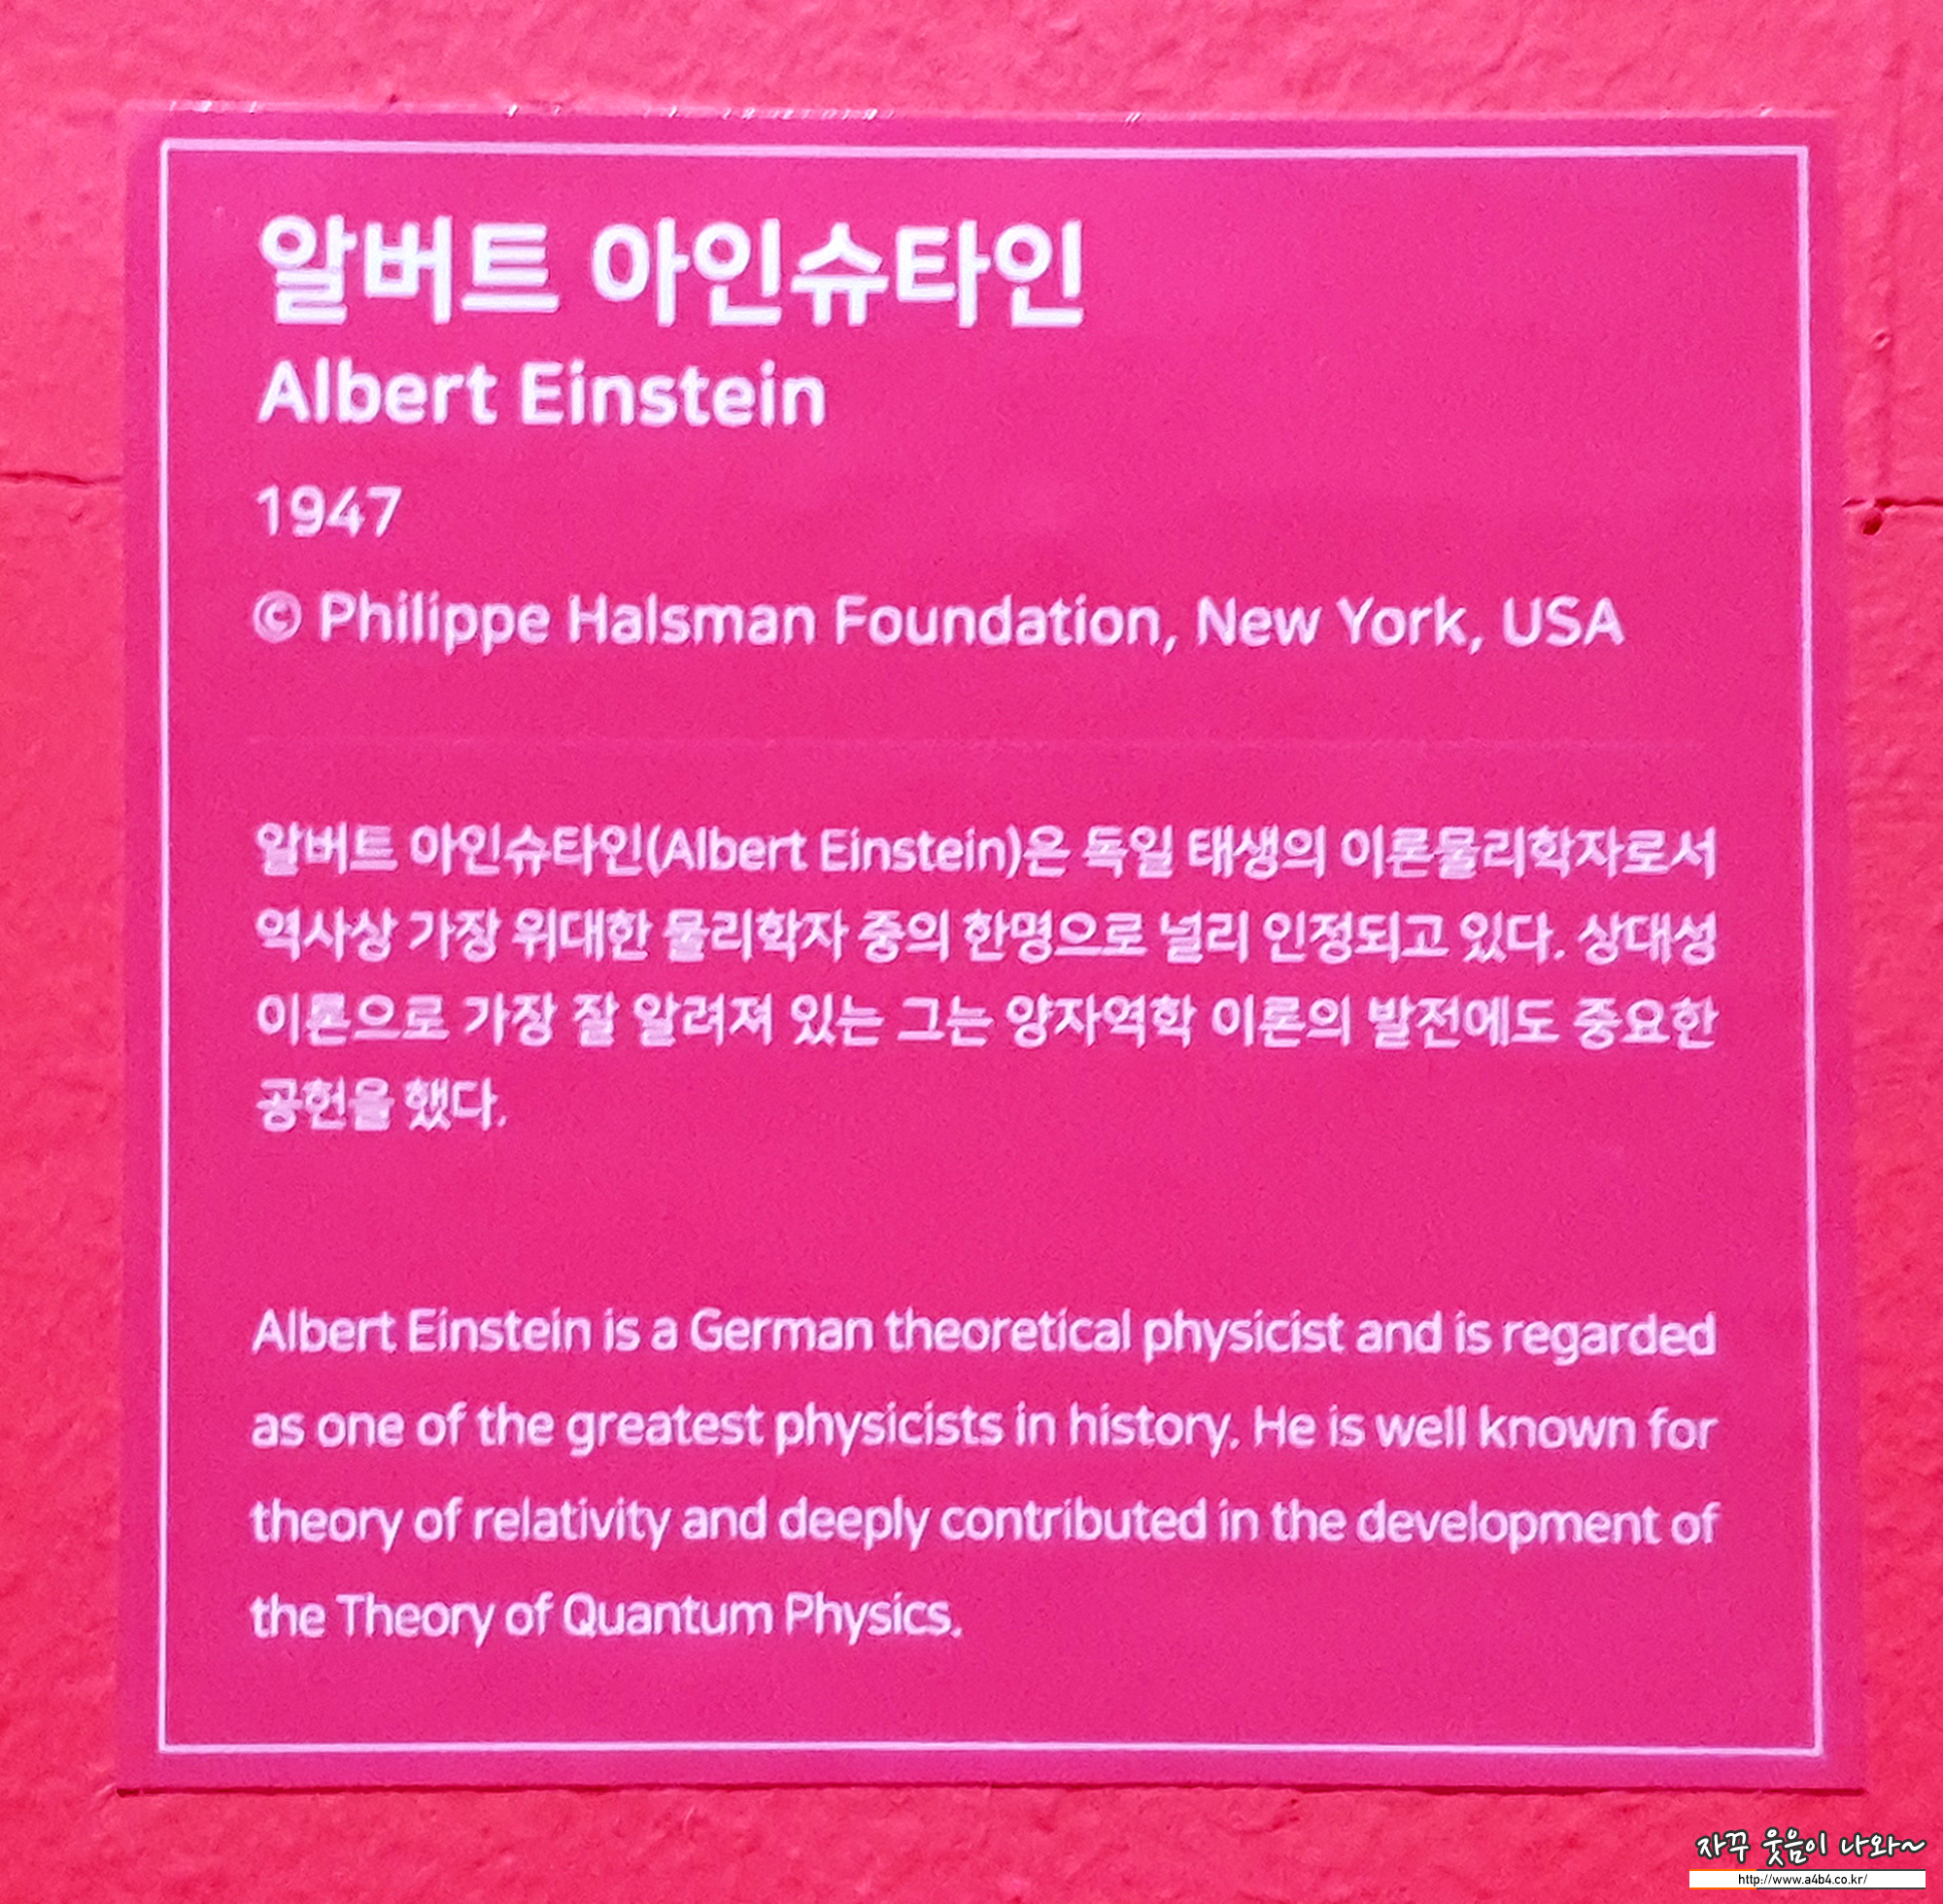 알버트 아인슈타인
Albert Einstein
1947
© Philippe Halsman Foundation, New York, USA
알버트 아인슈타인(Albert Einstein)은 독일 태생의 이론물리학자로서
역사상 가장 위대한 물리학자 중의 한명으로 널리 인정되고 있다. 상대성
이론으로 가장 잘 알려져 있는 그는 양자역학 이론의 발전에도 중요한
공헌을 했다.
Albert Einstein is a German theoretical physicist and is regarded
as one of the greatest physicists in history. He is well known for
theory of relativity and deeply contributed in the development of
the Theory of Quantum Physics.
자꾸 웃음이 나와~
http://www.a4b4.co.kr/